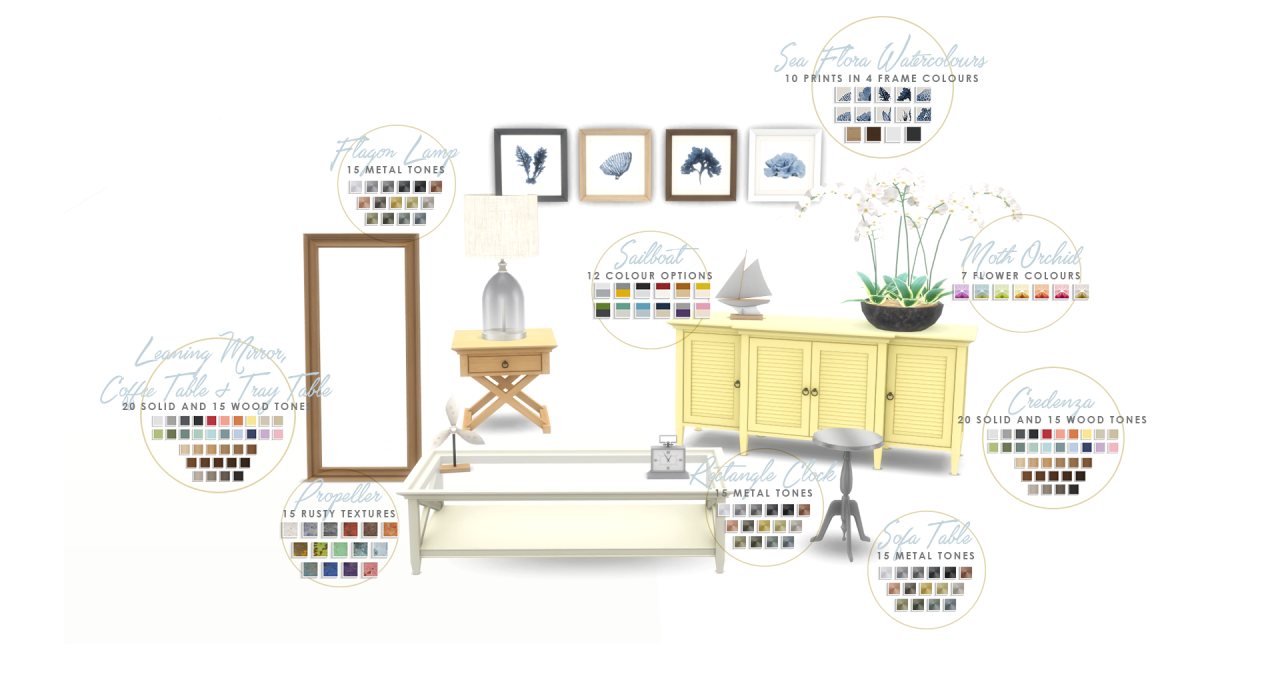 Sea Flora Watercolours
10 PRINTS IN 4 FRAME COLOURS
Flagon Lamp
15 METAL TONES
Sailboat
12 COLOUR OPTIONS
Moth Orchid
7 FLOWER COLOURS
Leaning Mirror,
Coffee Table & Tray Table
20 SOLID AND 15 WOOD TONES
Credenza
20 SOLID AND 15 WOOD TONES
Propeller
15 RUSTY TEXTURES
Rectangle Clock
15 METAL TONES
Sofa Table
15 METAL TONES